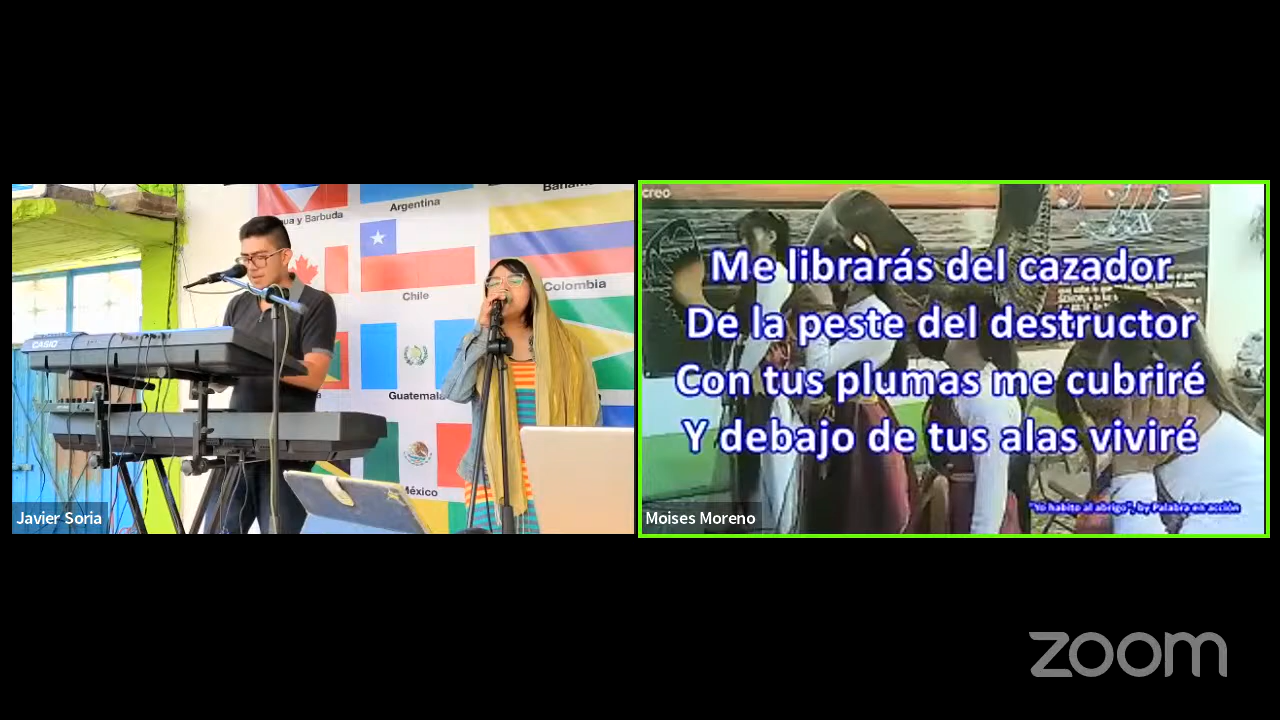 Bahamas
gua y Barbuda
Argentina
Chile
Colombia
Guatemala
México
CASIO
Javier Soria
creo
Me librarás del cazador
De la peste del destructor
Con tus plumas me cubriré
Y debajo de tus alas viviré
"Yo habito al abrigo", by Palabra en acción
Moises Moreno
zoom